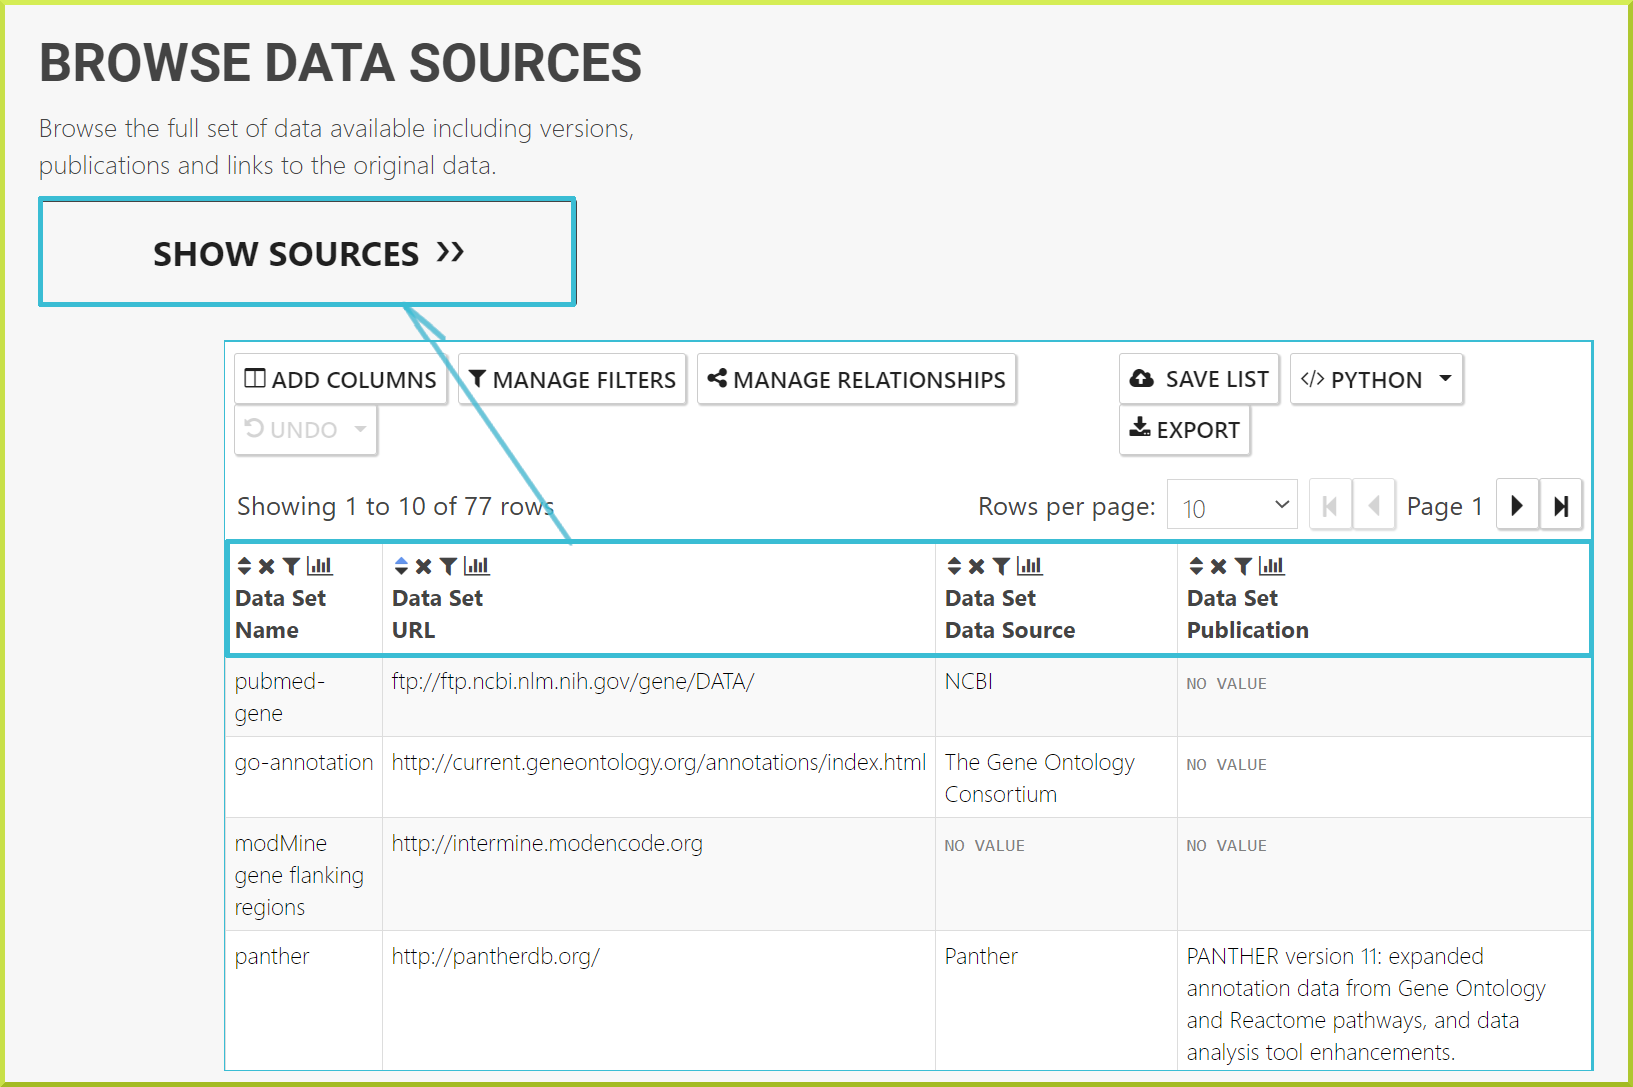 BROWSE DATA SOURCES
Browse the full set of data available including versions,
publications and links to the original data.
SHOW SOURCES »
ADD COLUMNS MANAGE FILTERS MANAGE RELATIONSHIPS SAVE LIST </> PYTHON
UNDO EXPORT
Showing 1 to 10 of 77 rows Rows per page: 10 Page 1
Data Set Name
Data Set URL
Data Set Data Source
Data Set Publication
pubmed-
gene
ftp://ftp.ncbi.nlm.nih.gov/gene/DATA/
NCBI
NO VALUE
go-annotation
http://current.geneontology.org/annotations/index.html
The Gene Ontology
Consortium
NO VALUE
modMine
gene flanking
regions
http://intermine.modencode.org
NO VALUE
NO VALUE
panther
http://pantherdb.org/
Panther
PANTHER version 11: expanded
annotation data from Gene Ontology
and Reactome pathways, and data
analysis tool enhancements.